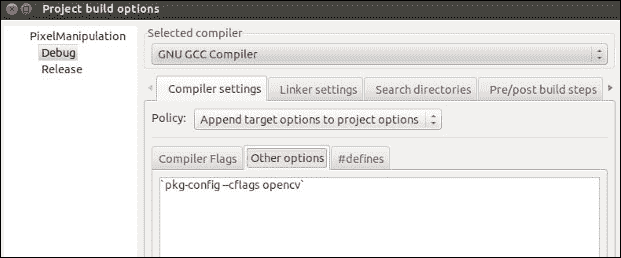 Project build options
PixelManipulation
Debug
Release
Selected compiler
GNU GCC Compiler
Compiler settings
Linker settings
Search directories
Pre/post build steps
Policy:
Append target options to project options
Compiler Flags
Other options
#defines
`pkg-config --cflags opencv`